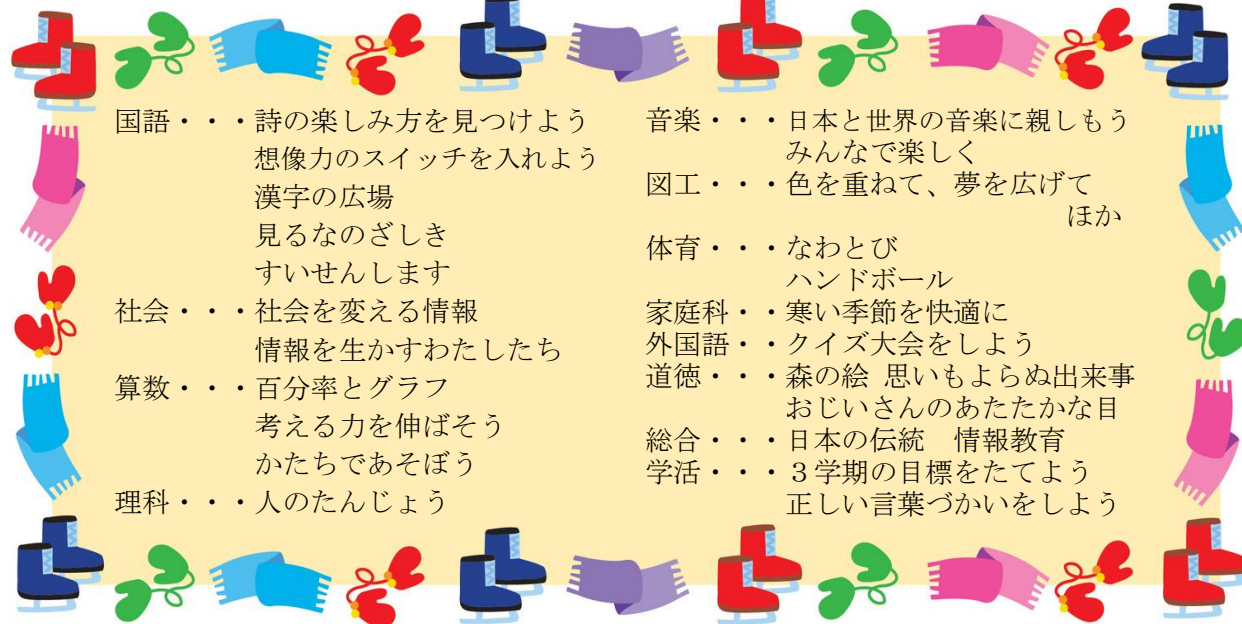 国語・・・詩の楽しみ方を見つけよう
想像力のスイッチを入れよう
漢字の広場
見るなのざしき
すいせんします
社会・・・社会を変える情報
情報を生かすわたしたち
算数・・・百分率とグラフ
考える力を伸ばそう
かたちであそぼう
理科・・・人のたんじょう
音楽・・・日本と世界の音楽に親しもう
みんなで楽しく
図工・・・色を重ねて、夢を広げて
ほか
体育・・・なわとび
ハンドボール
家庭科・・寒い季節を快適に
外国語・・クイズ大会をしよう
道徳・・・森の絵 思いもよらぬ出来事
おじいさんのあたたかな目
総合・・・日本の伝統　情報教育
学活・・・３学期の目標をたてよう
正しい言葉づかいをしよう